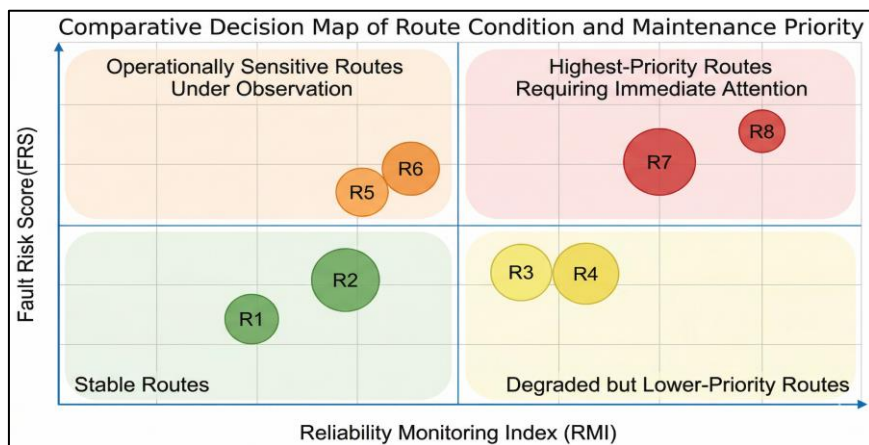 Comparative Decision Map of Route Condition and Maintenance Priority
Operationally Sensitive Routes
Under Observation
Highest-Priority Routes
Requiring Immediate Attention
R8
R7
R6
R5
R3
R4
R2
R1
Stable Routes
Degraded but Lower-Priority Routes
Fault Risk Score(FRS)
Reliability Monitoring Index (RMI)